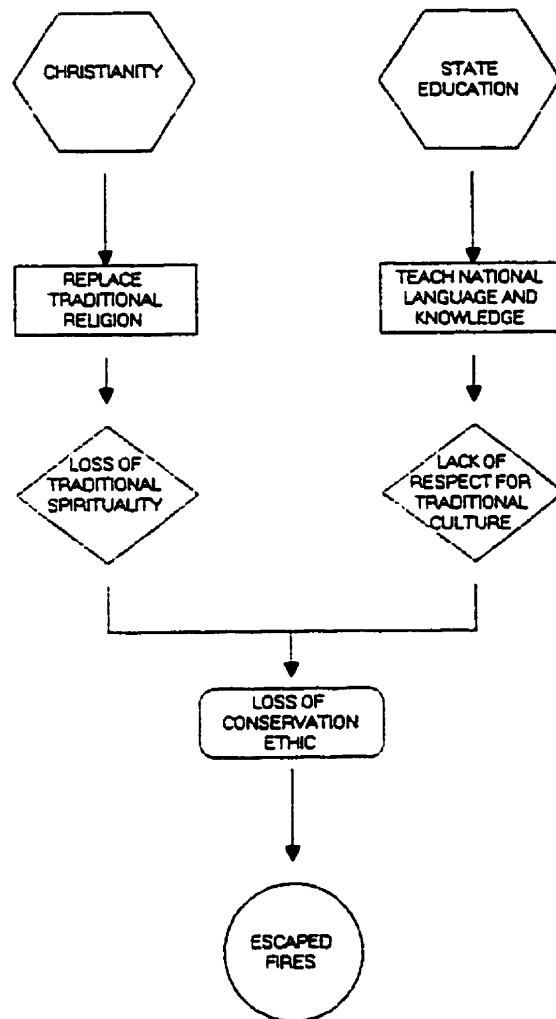 CHRISTIANITY
STATE
EDUCATION
REPLACE
TRADITIONAL
RELIGION
TEACH NATIONAL
LANGUAGE AND
KNOWLEDGE
LOSS OF
TRADITIONAL
SPIRITUALITY
LACK OF
RESPECT FOR
TRADITIONAL
CULTURE
LOSS OF
CONSERVATION
ETHIC
ESCAPED
FIRES